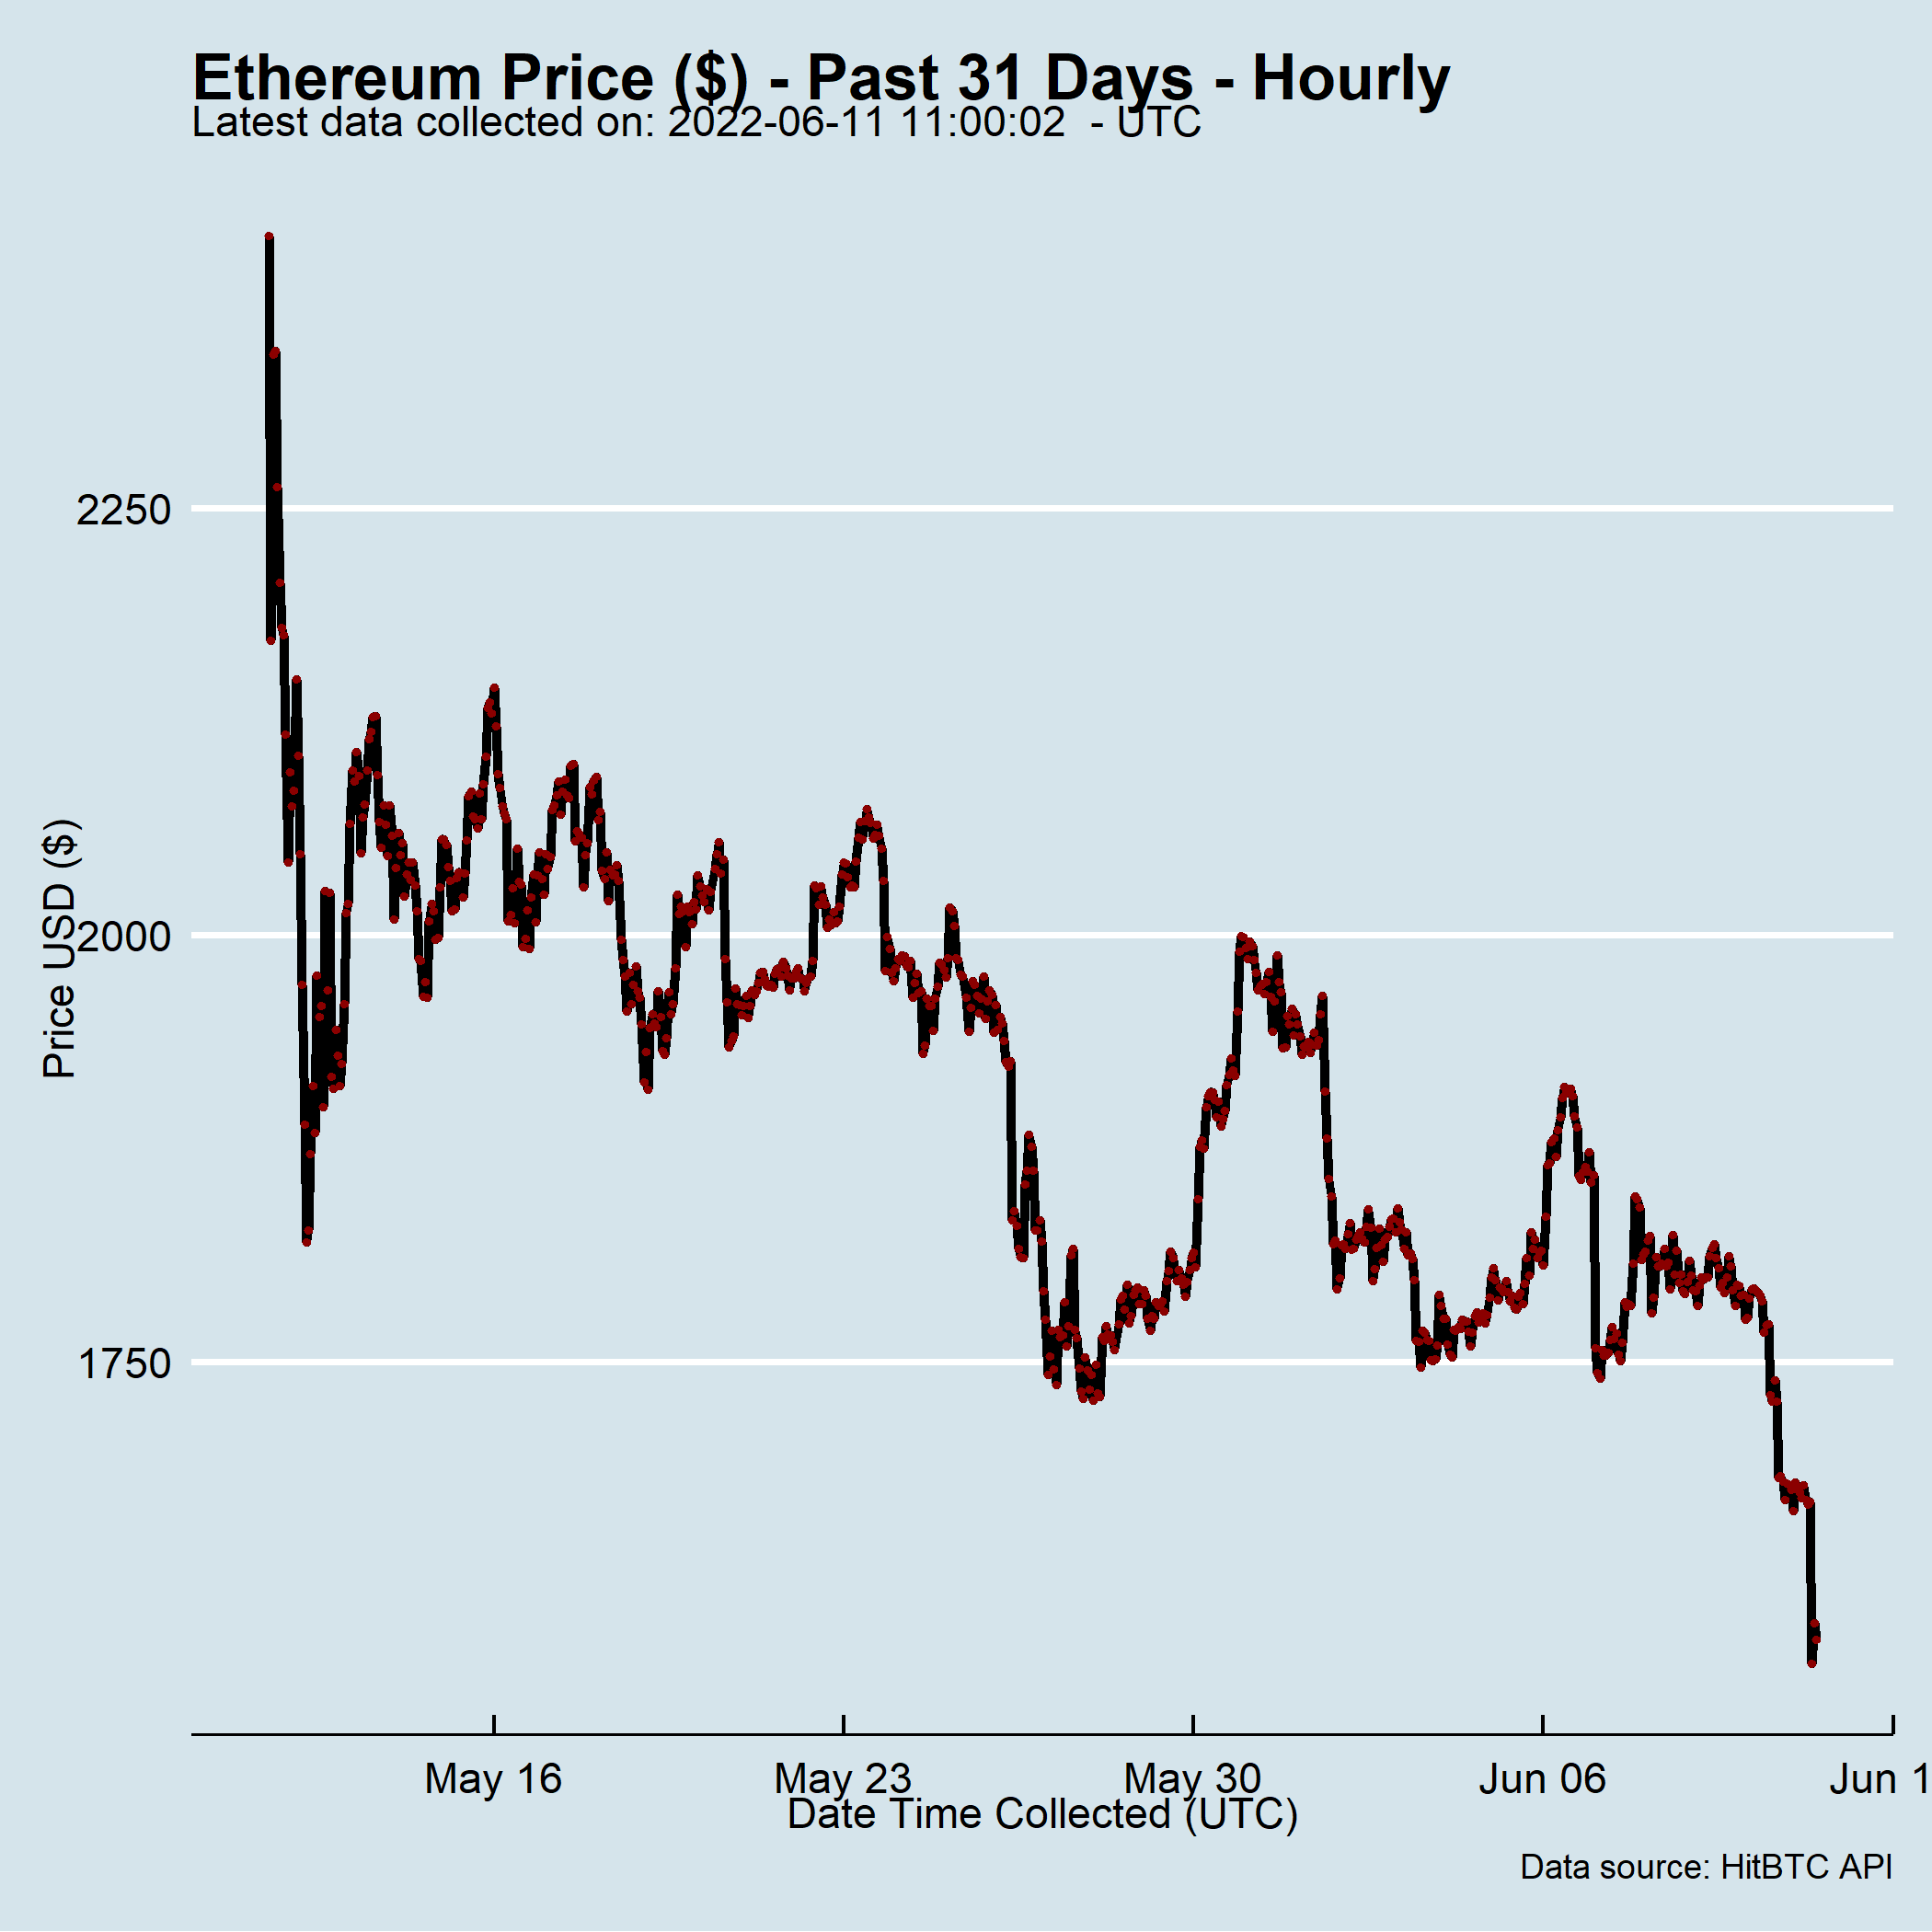 Ethereum Price ($) - Past 31 Days - Hourly
Latest data collected on: 2022-06-11 11:00:02  - UTC
Price USD ($)
2250
2000
1750
May 16
May 23
May 30
Jun 06
Jun 1
Date Time Collected (UTC)
Data source: HitBTC API